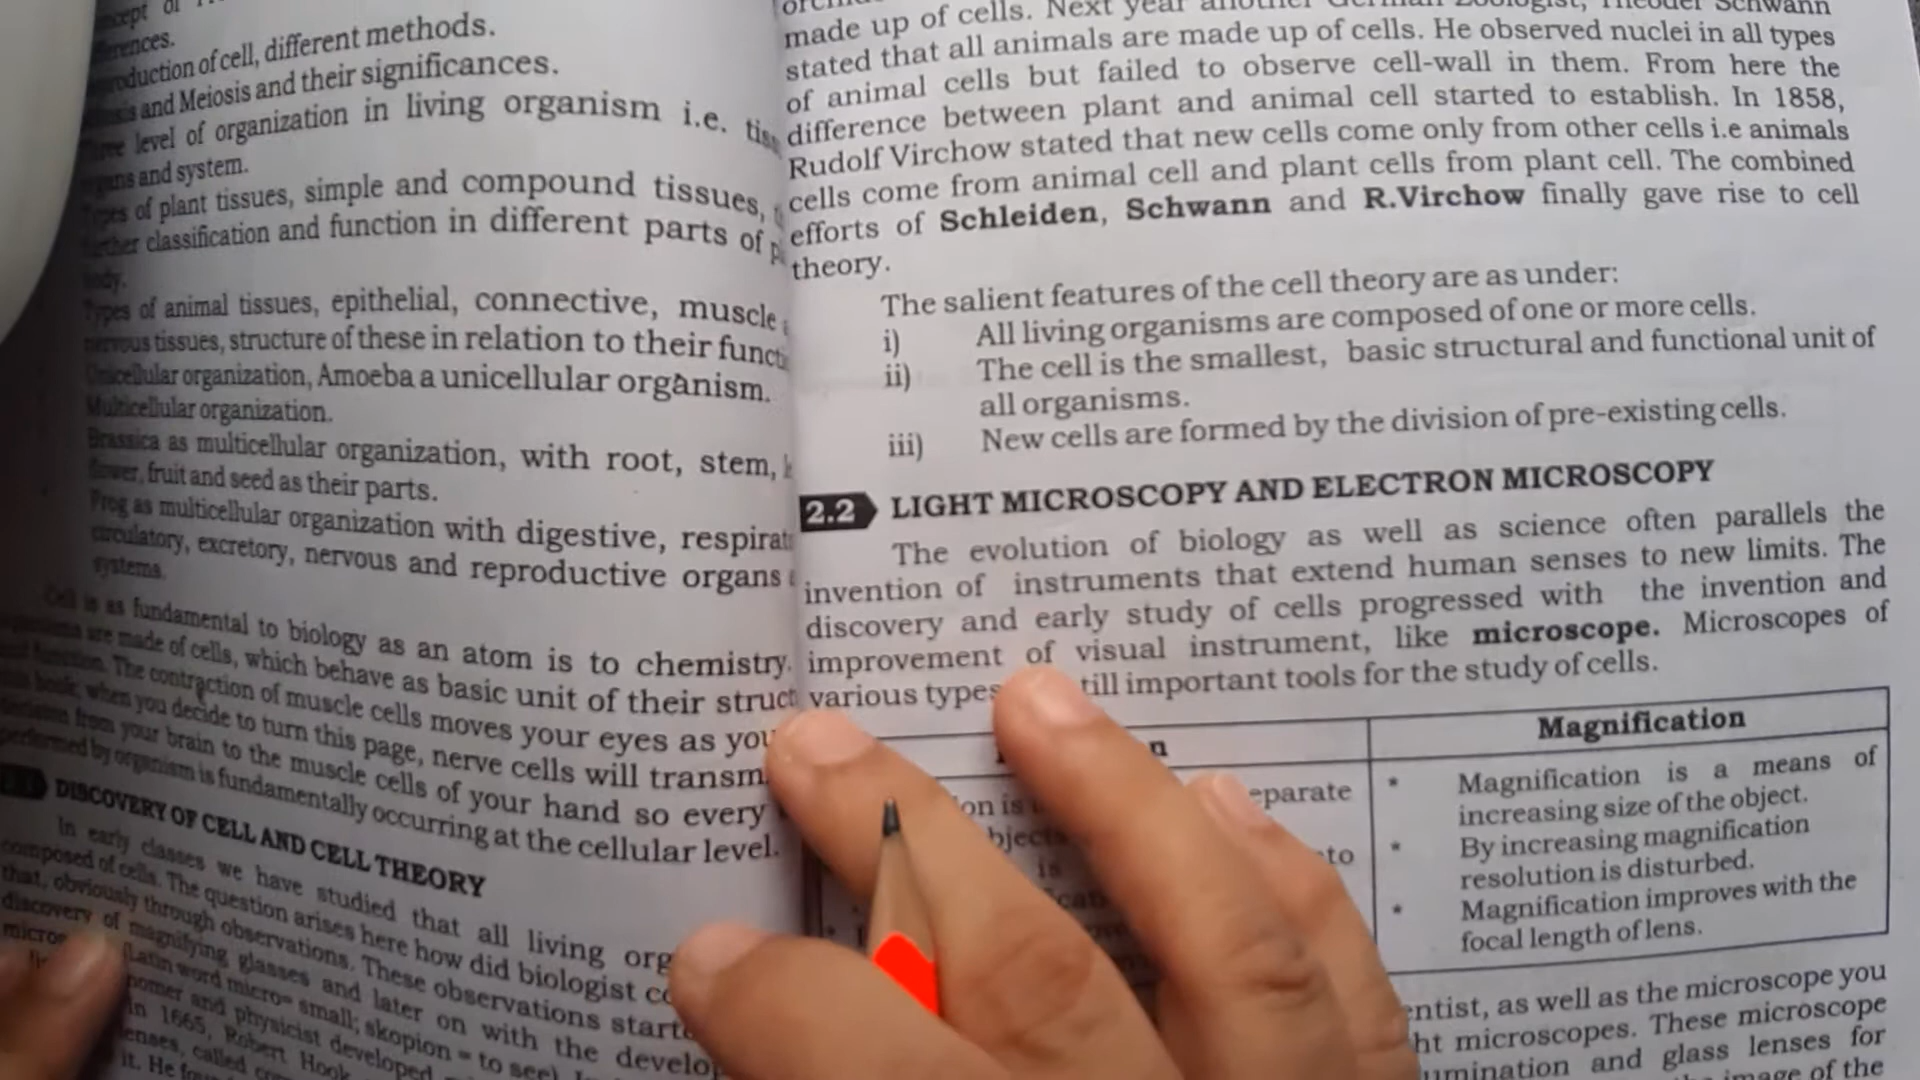 different methods.
and Meiosis and their significances.
level of organization in living organism i.e.
and system.
of plant tissues, simple and compound tissues,
classification and function in different parts of
body.
Types of animal tissues, epithelial, connective, muscle
nervous tissues, structure of these in relation to their
Unicellular organization, Amoeba a unicellular organism.
Multicellular organization.
Brassica as multicellular organization, with root, stem,
flower, fruit and seed as their parts.
Frog as multicellular organization with digestive,
circulatory, excretory, nervous and reproductive organs
systems.
Cell is as fundamental to biology as an atom is to chemistry.
are made of cells, which behave as basic unit of their
function. The contraction of muscle cells moves your eyes as you
when you decide to turn this page, nerve cells will
from your brain to the muscle cells of your hand so every
performed by organism is fundamentally occurring at the cellular level.
DISCOVERY OF CELL AND CELL THEORY
In early classes we have studied that all living
composed of cells. The question arises here how did biologist
that, obviously through observations. These observations
discovery of magnifying glasses and later on with the
(Latin word micro= small; skopion = to see).
and physicist developed
In 1665, Robert Hook
called
it. He
made up of cells. Next year another German Zoologist, Theoder Schwann
stated that all animals are made up of cells. He observed nuclei in all types
of animal cells but failed to observe cell-wall in them. From here the
difference between plant and animal cell started to establish. In 1858,
Rudolf Virchow stated that new cells come only from other cells i.e animals
cells come from animal cell and plant cells from plant cell. The combined
efforts of Schleiden, Schwann and R.Virchow finally gave rise to cell
theory.
The salient features of the cell theory are as under:
i) All living organisms are composed of one or more cells.
ii) The cell is the smallest, basic structural and functional unit of
all organisms.
iii) New cells are formed by the division of pre-existing cells.
2.2 LIGHT MICROSCOPY AND ELECTRON MICROSCOPY
The evolution of biology as well as science often parallels the
invention of instruments that extend human senses to new limits. The
discovery and early study of cells progressed with the invention and
improvement of visual instrument, like microscope. Microscopes of
various types till important tools for the study of cells.
Magnification
* Magnification is a means of
increasing size of the object.
* By increasing magnification
resolution is disturbed.
* Magnification improves with the
focal length of lens.
as well as the microscope you
microscopes. These microscope
and glass lenses for
image of the